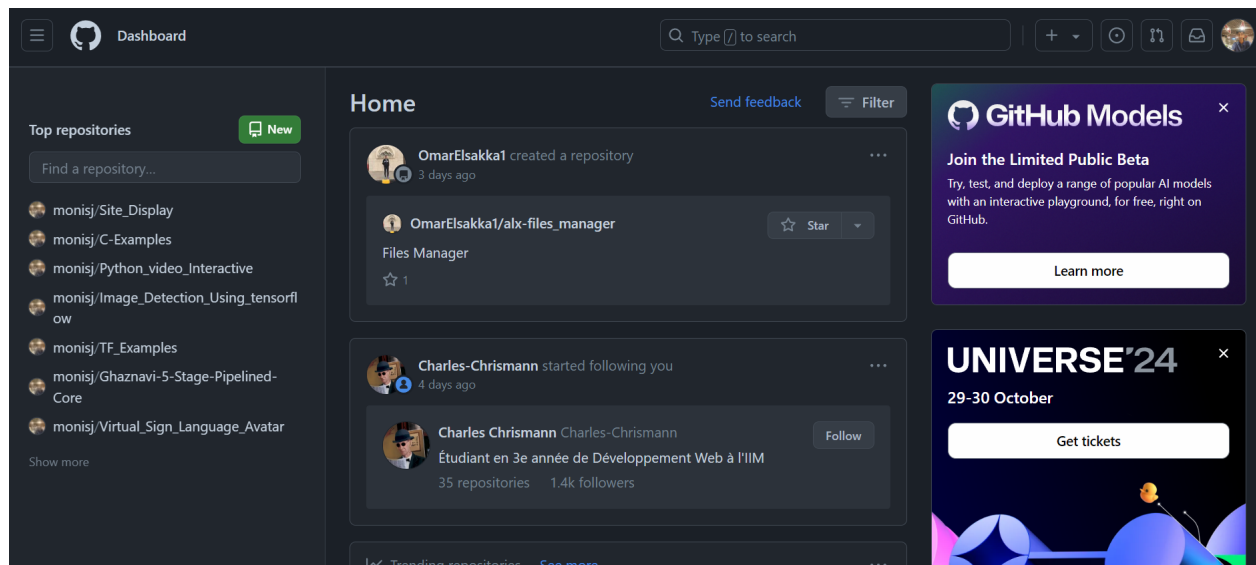 Dashboard
Type / to search
Top repositories
New
Find a repository...
monisj/Site_Display
monisj/C-Examples
monisj/Python_video_Interactive
monisj/Image_Detection_Using_tensorfl
ow
monisj/TF_Examples
monisj/Ghaznavi-5-Stage-Pipelined-
Core
monisj/Virtual_Sign_Language_Avatar
Show more
Home
Send feedback
Filter
OmarElsakka1 created a repository
3 days ago
OmarElsakka1/alx-files_manager
Star
Files Manager
1
Charles-Chrismann started following you
4 days ago
Charles Chrismann Charles-Chrismann
Follow
Étudiant en 3e année de Développement Web à l'IIM
35 repositories 1.4k followers
Trending repositories See more
GitHub Models
Join the Limited Public Beta
Try, test, and deploy a range of popular AI models
with an interactive playground, for free, right on
GitHub.
Learn more
UNIVERSE'24
29-30 October
Get tickets